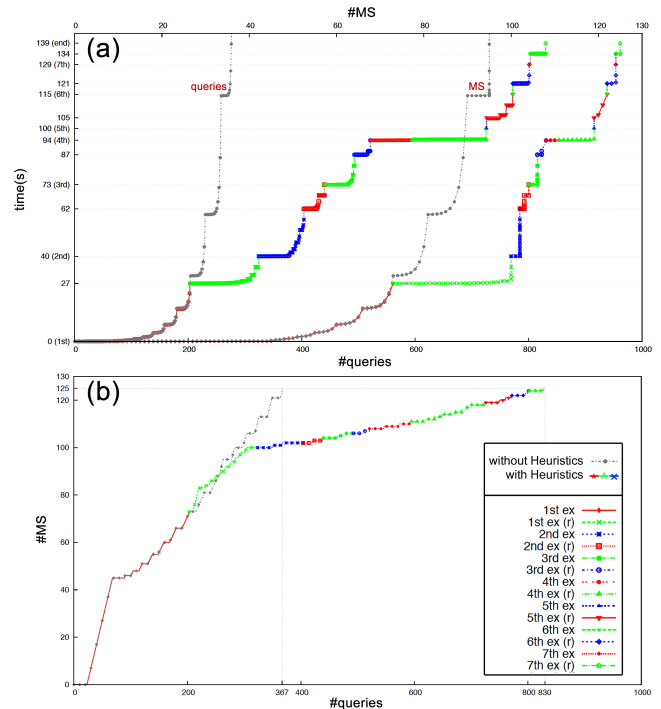 #MS
0 20 40 60 80 100 120 130
(a)
139 (end)
134
129 (7th)
121
115 (6th)
105
100 (5th)
94 (4th)
87
73 (3rd)
62
40 (2nd)
27
0 (1st)
time(s)
queries
MS
0 200 400 600 800 1000
#queries
(b)
130
125
120
100
80
60
40
20
0
#MS
without Heuristics
with Heuristics
1st ex
1st ex (r)
2nd ex
2nd ex (r)
3rd ex
3rd ex (r)
4th ex
4th ex (r)
5th ex
5th ex (r)
6th ex
6th ex (r)
7th ex
7th ex (r)
0 200 367 400 600 800 830 1000
#queries